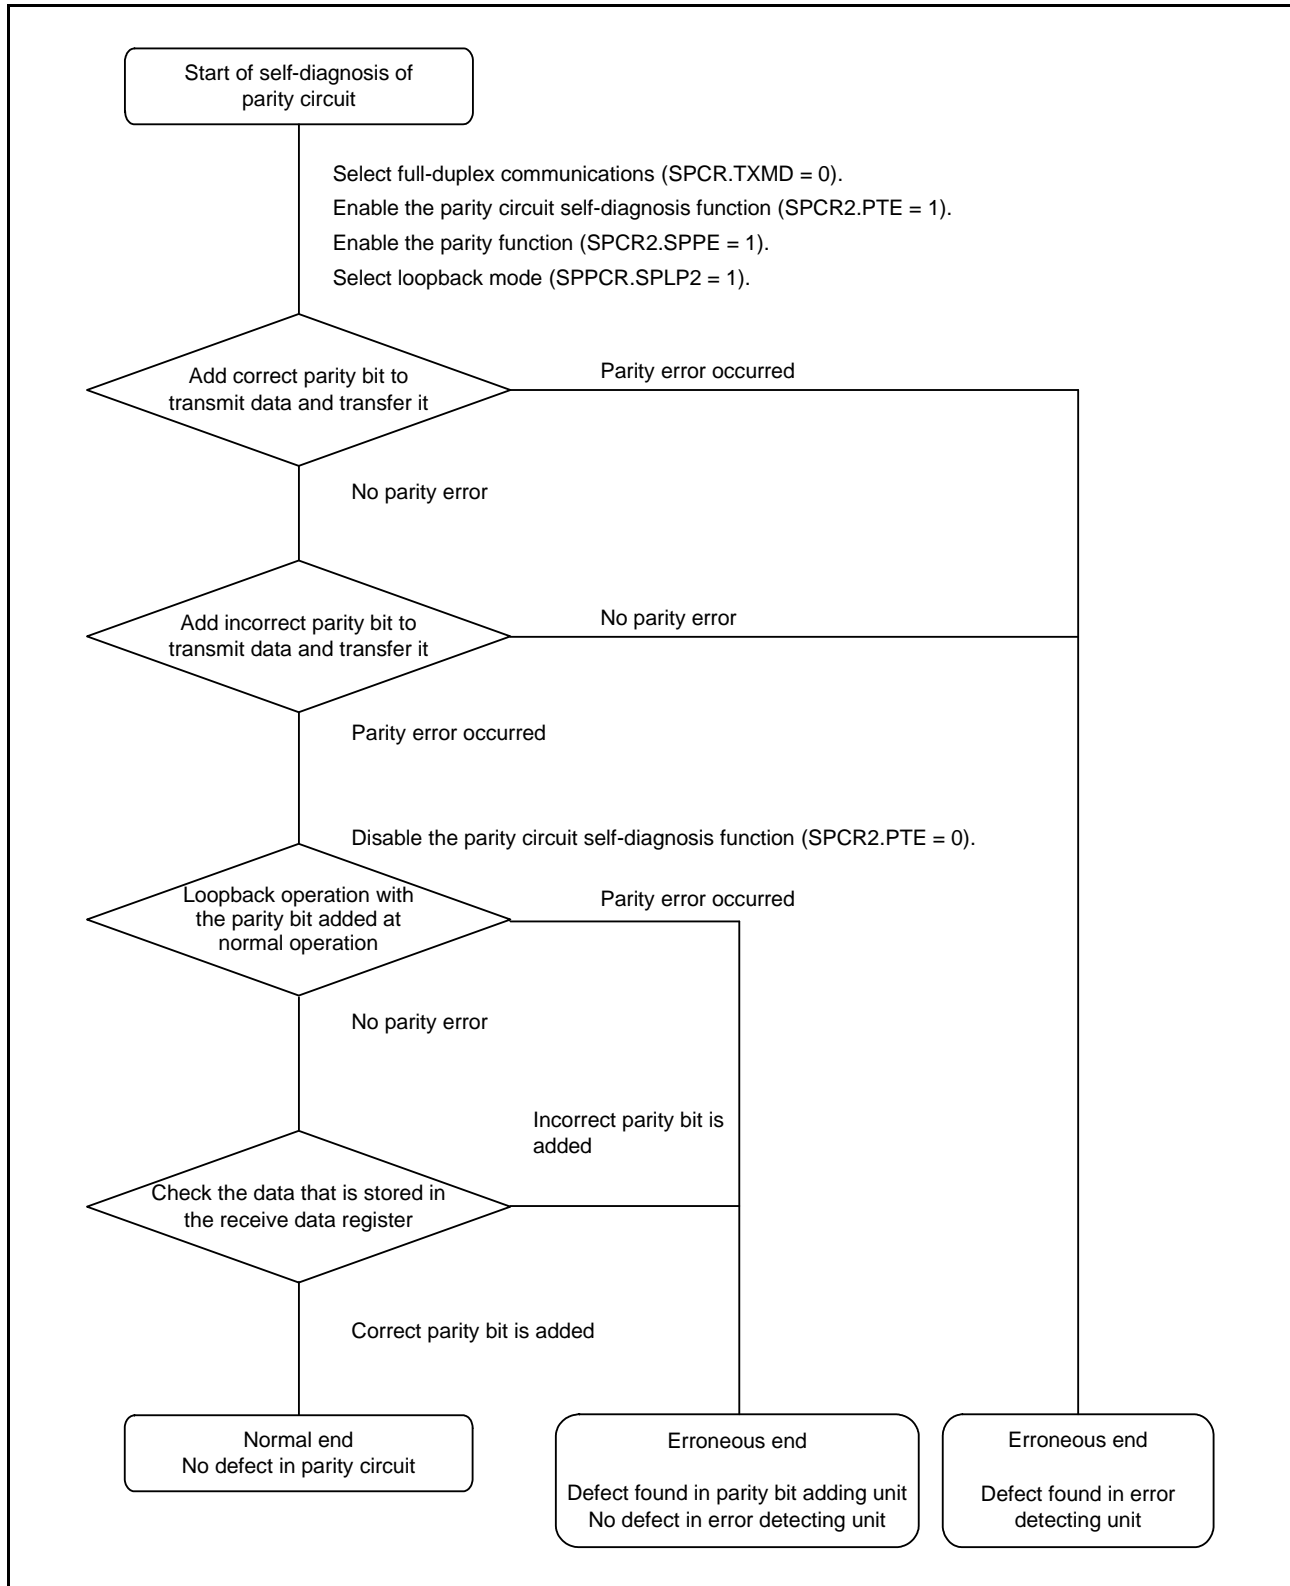 Start of self-diagnosis of
parity circuit
Select full-duplex communications (SPCR.TXMD = 0).
Enable the parity circuit self-diagnosis function (SPCR2.PTE = 1).
Enable the parity function (SPCR2.SPPE = 1).
Select loopback mode (SPPCR.SPLP2 = 1).
Add correct parity bit to
transmit data and transfer it
Parity error occurred
No parity error
Add incorrect parity bit to
transmit data and transfer it
No parity error
Parity error occurred
Disable the parity circuit self-diagnosis function (SPCR2.PTE = 0).
Loopback operation with
the parity bit added at
normal operation
Parity error occurred
No parity error
Incorrect parity bit is
added
Check the data that is stored in
the receive data register
Correct parity bit is added
Normal end
No defect in parity circuit
Erroneous end
Defect found in parity bit adding unit
No defect in error detecting unit
Erroneous end
Defect found in error
detecting unit